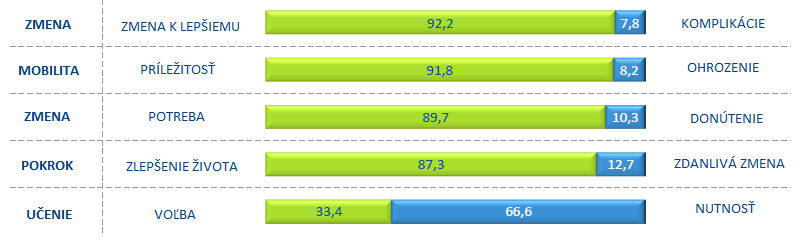 ZMENA ZMENA K LEPŠIEMU 92,2 7,8 KOMPLIKÁCIE
MOBILITA PRÍLEŽITOSŤ 91,8 8,2 OHROZENIE
ZMENA POTREBA 89,7 10,3 DONÚTENIE
POKROK ZLEPŠENIE ŽIVOTA 87,3 12,7 ZDANLIVÁ ZMENA
UČENIE VOĽBA 33,4 66,6 NUTNOSŤ